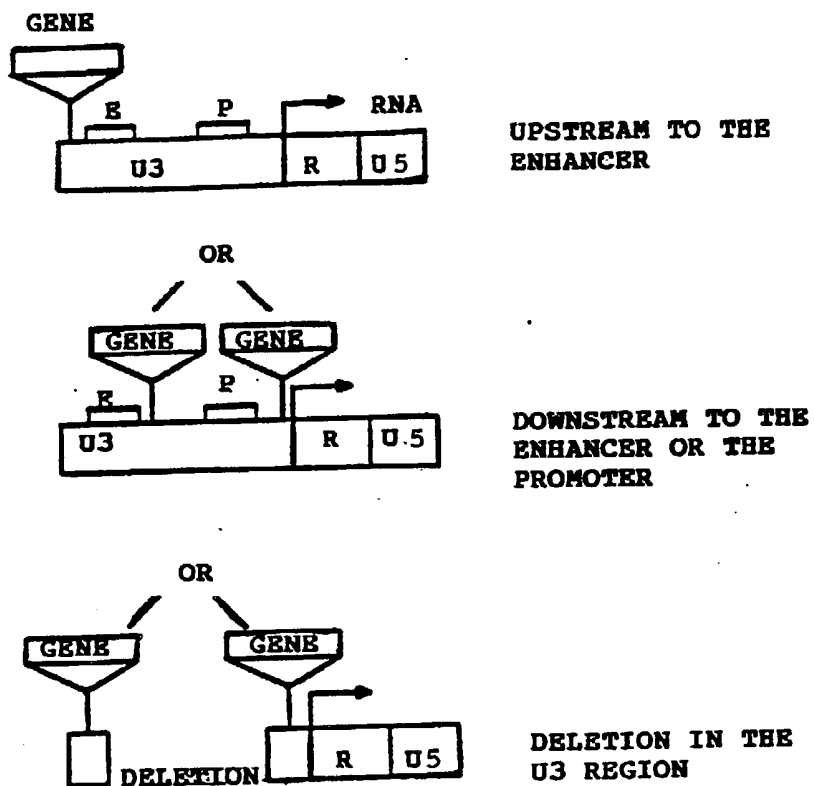 GENE
E P RNA
U3 R U5
UPSTREAM TO THE
ENHANCER
OR
GENE GENE
E P
U3 R U.5
DOWNSTREAM TO THE
ENHANCER OR THE
PROMOTER
OR
GENE GENE
DELETION R U5
DELETION IN THE
U3 REGION